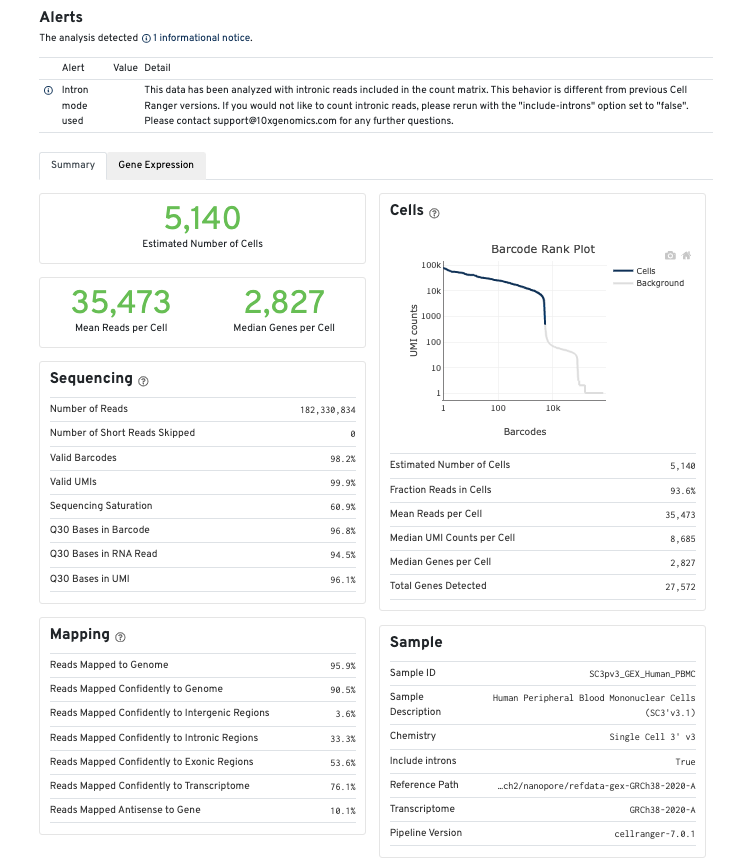 Alerts
The analysis detected 1 informational notice.
Alert Value Detail
Intron mode used
This data has been analyzed with intronic reads included in the count matrix. This behavior is different from previous Cell
Ranger versions. If you would not like to count intronic reads, please rerun with the "include-introns" option set to "false".
Please contact support@10xgenomics.com for any further questions.
Summary Gene Expression
5,140
Estimated Number of Cells
35,473 2,827
Mean Reads per Cell Median Genes per Cell
Sequencing ?
Number of Reads 182,330,834
Number of Short Reads Skipped 0
Valid Barcodes 98.2%
Valid UMIs 99.9%
Sequencing Saturation 60.9%
Q30 Bases in Barcode 96.8%
Q30 Bases in RNA Read 94.5%
Q30 Bases in UMI 96.1%
Mapping ?
Reads Mapped to Genome 95.9%
Reads Mapped Confidently to Genome 90.5%
Reads Mapped Confidently to Intergenic Regions 3.6%
Reads Mapped Confidently to Intronic Regions 33.3%
Reads Mapped Confidently to Exonic Regions 53.6%
Reads Mapped Confidently to Transcriptome 76.1%
Reads Mapped Antisense to Gene 10.1%
Cells ?
Barcode Rank Plot
Cells
Background
UMI counts
100k
10k
1000
100
10
1
1 100 10k
Barcodes
Estimated Number of Cells 5,140
Fraction Reads in Cells 93.6%
Mean Reads per Cell 35,473
Median UMI Counts per Cell 8,685
Median Genes per Cell 2,827
Total Genes Detected 27,572
Sample
Sample ID SC3pv3_GEX_Human_PBMC
Sample Description Human Peripheral Blood Mononuclear Cells
(SC3'v3.1)
Chemistry Single Cell 3' v3
Include introns True
Reference Path …ch2/nanopore/refdata-gex-GRCh38-2020-A
Transcriptome GRCh38-2020-A
Pipeline Version cellranger-7.0.1